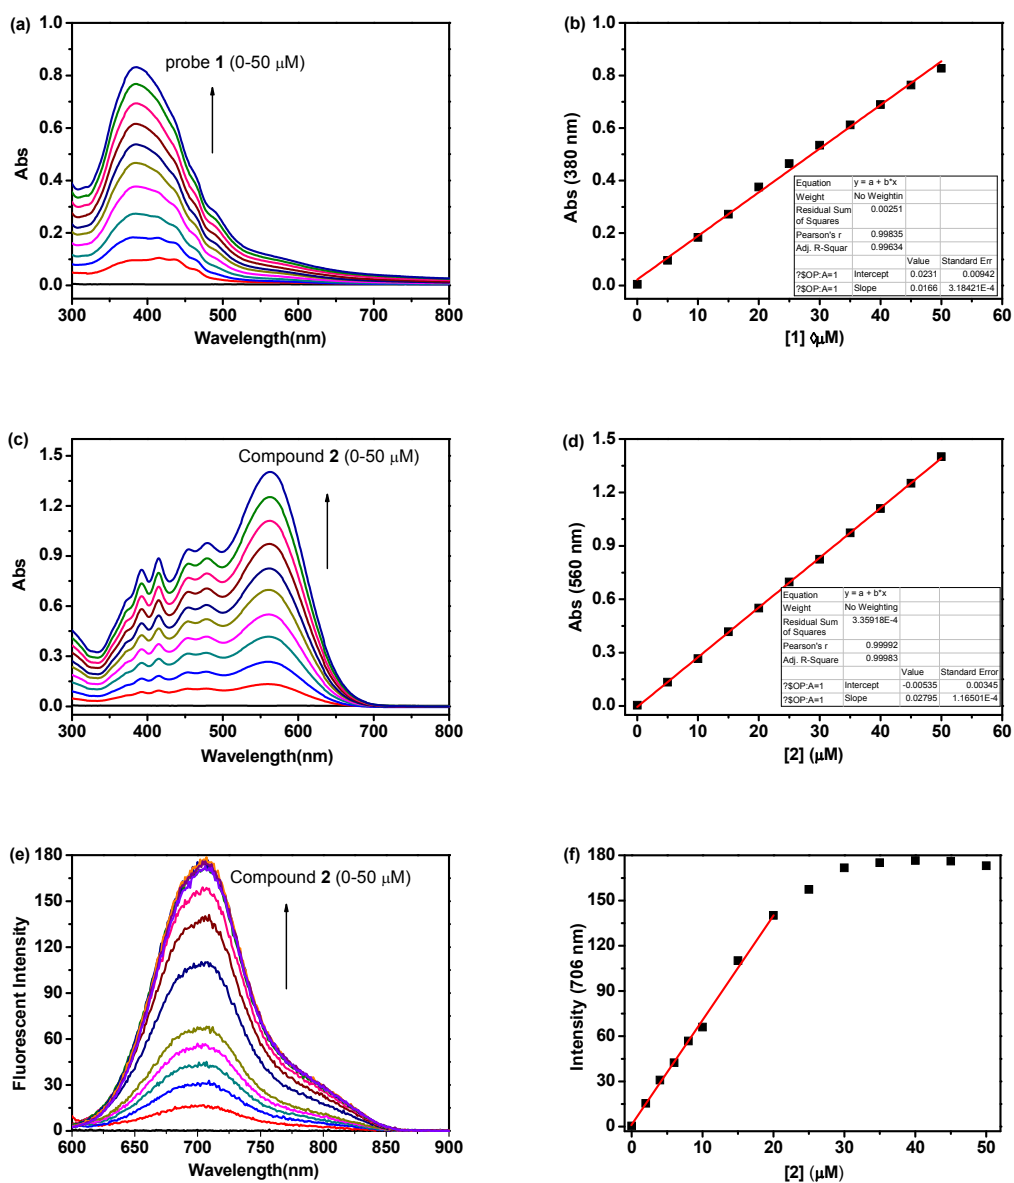 (a)
probe 1 (0-50 μM)
Abs
1.0
0.8
0.6
0.4
0.2
0.0
300 400 500 600 700 800
Wavelength(nm)
(b)
Abs (380 nm)
1.0
0.8
0.6
0.4
0.2
0.0
Equation y = a + b*x
Weight No Weightin
Residual Sum of Squares 0.00251
Pearson's r 0.99835
Adj. R-Squar 0.99634
Value Standard Err
?$OP:A=1 Intercept 0.0231 0.00942
?$OP:A=1 Slope 0.0166 3.18421E-4
0 10 20 30 40 50 60
[1] (μM)
(c)
Compound 2 (0-50 μM)
Abs
1.5
1.2
0.9
0.6
0.3
0.0
300 400 500 600 700 800
Wavelength(nm)
(d)
Abs (560 nm)
1.5
1.2
0.9
0.6
0.3
0.0
Equation y = a + b*x
Weight No Weighting
Residual Sum of Squares 3.35918E-4
Pearson's r 0.99992
Adj. R-Square 0.99983
Value Standard Error
?$OP:A=1 Intercept -0.00535 0.00345
?$OP:A=1 Slope 0.02795 1.16501E-4
0 10 20 30 40 50 60
[2] (μM)
(e)
Compound 2 (0-50 μM)
Fluorescent Intensity
180
150
120
90
60
30
0
600 650 700 750 800 850 900
Wavelength(nm)
(f)
Intensity (706 nm)
180
150
120
90
60
30
0
0 10 20 30 40 50
[2] (μM)